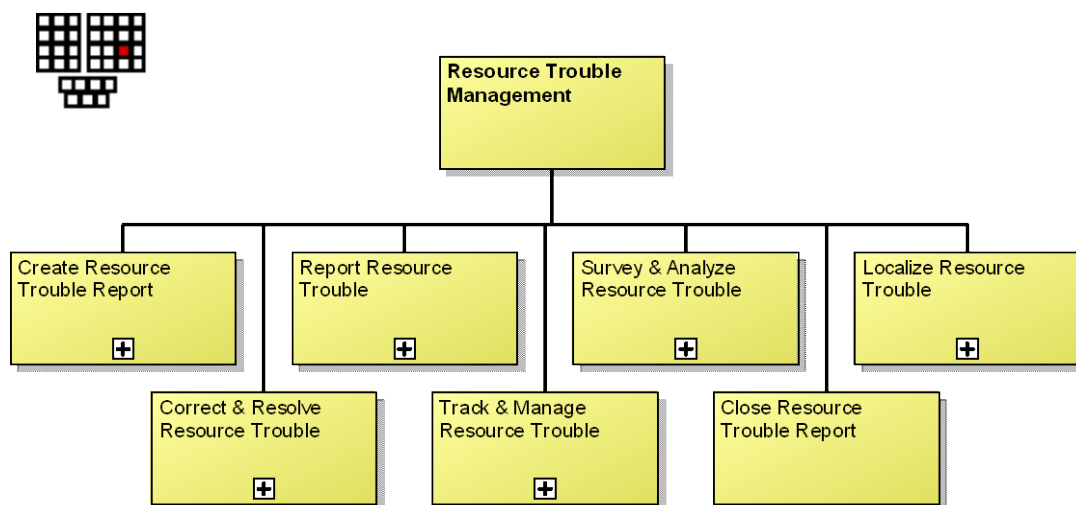 Resource Trouble
Management
Create Resource
Trouble Report
Report Resource
Trouble
Survey & Analyze
Resource Trouble
Localize Resource
Trouble
Correct & Resolve
Resource Trouble
Track & Manage
Resource Trouble
Close Resource
Trouble Report